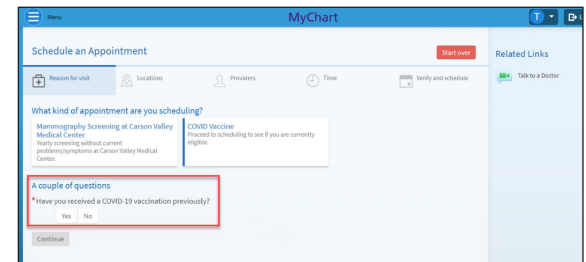 Menu
MyChart
T
Schedule an Appointment
Start over
Related Links
Reason for visit
Locations
Providers
Time
Verify and schedule
Talk to a Doctor
What kind of appointment are you scheduling?
Mammography Screening at Carson Valley
Medical Center
Yearly screening without current
problems/symptoms at Carson Valley Medical
Center.
COVID Vaccine
Proceed to scheduling to see if you are currently
eligible.
A couple of questions
*Have you received a COVID-19 vaccination previously?
Yes No
Continue